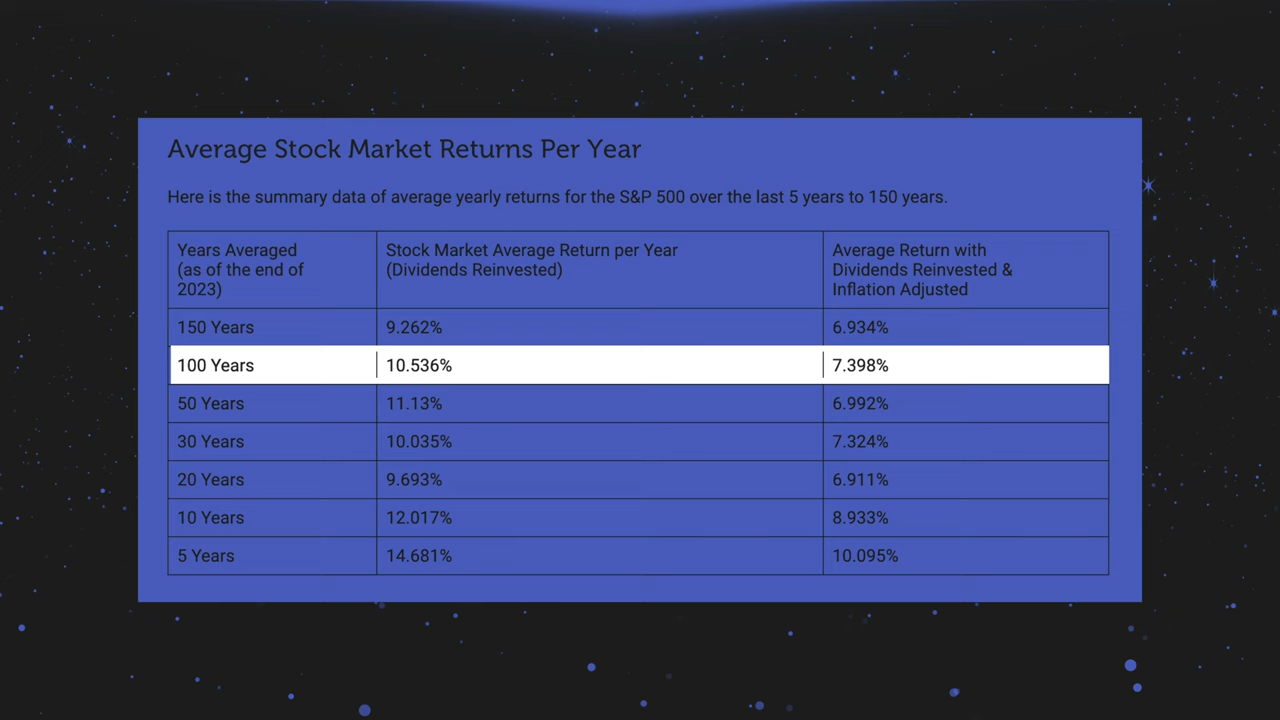 Average Stock Market Returns Per Year
Here is the summary data of average yearly returns for the S&P 500 over the last 5 years to 150 years.
Years Averaged
(as of the end of
2023)
Stock Market Average Return per Year
(Dividends Reinvested)
Average Return with
Dividends Reinvested &
Inflation Adjusted
150 Years 9.262% 6.934%
100 Years 10.536% 7.398%
50 Years 11.13% 6.992%
30 Years 10.035% 7.324%
20 Years 9.693% 6.911%
10 Years 12.017% 8.933%
5 Years 14.681% 10.095%